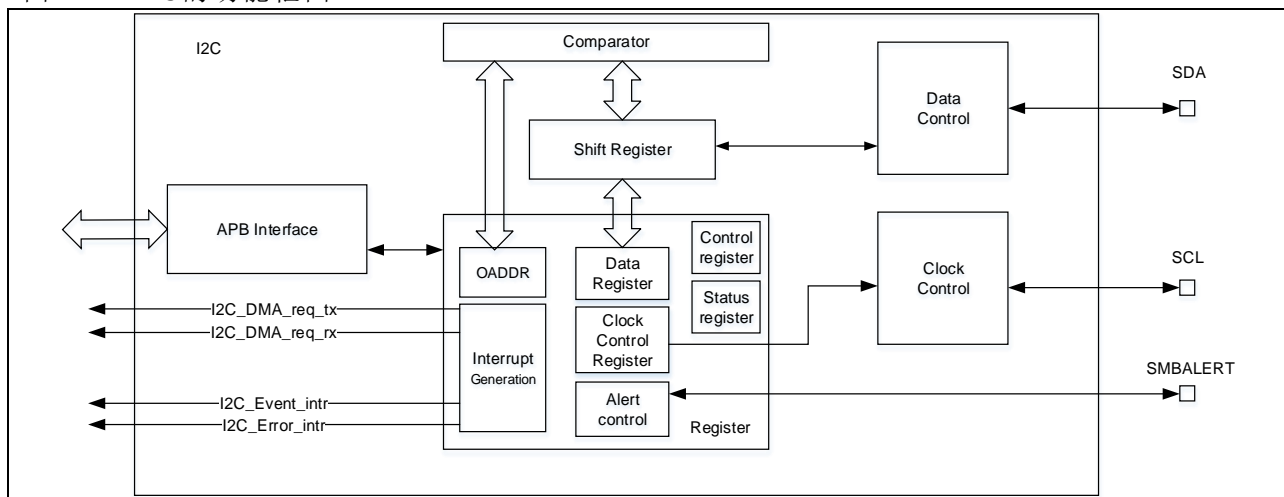 I2C
Comparator
SDA
Data
Control
Shift Register
APB Interface
Control
register
SCL
OADDR
Data
Register
Clock
Control
Status
register
I2C_DMA_req_tx
I2C_DMA_req_rx
Clock
Control
Register
Interrupt
Generation
SMBALERT
I2C_Event_intr
I2C_Error_intr
Alert
control
Register